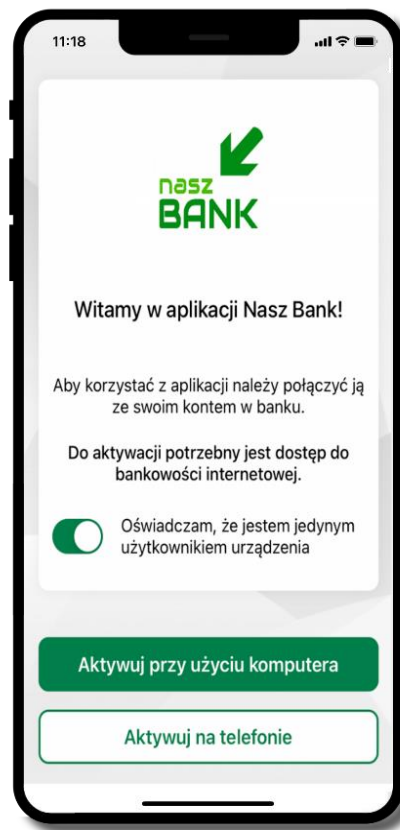 11:18
nasz
BANK
Witamy w aplikacji Nasz Bank!
Aby korzystać z aplikacji należy połączyć ją
ze swoim kontem w banku.
Do aktywacji potrzebny jest dostęp do
bankowości internetowej.
Oświadczam, że jestem jedynym
użytkownikiem urządzenia
Aktywuj przy użyciu komputera
Aktywuj na telefonie